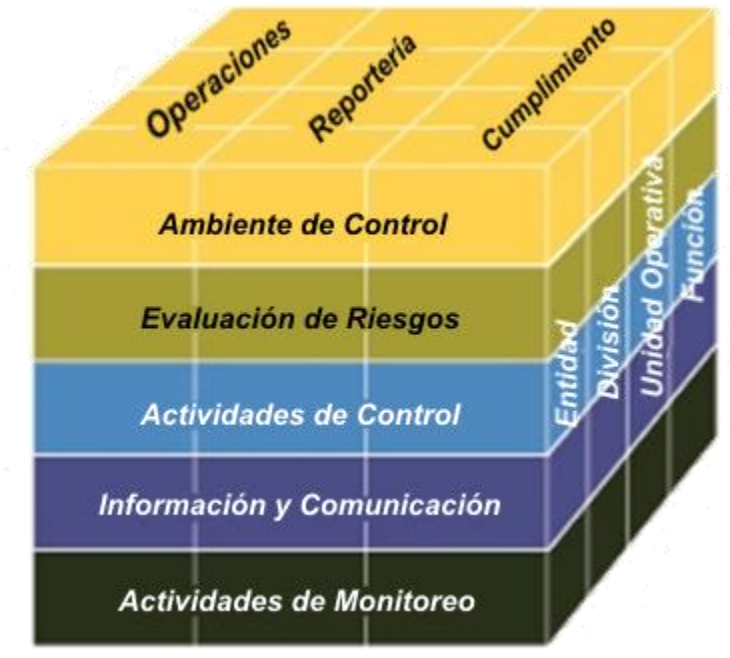 Operaciones
Reportería
Cumplimiento
Ambiente de Control
Evaluación de Riesgos
Actividades de Control
Información y Comunicación
Actividades de Monitoreo
Entidad
División
Unidad Operativa
Función